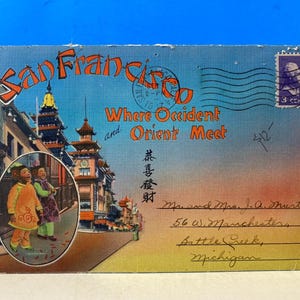 San Francisco
Where Occident
and Orient Meet
恭喜發財
3¢
Mr. and Mrs. J. A.
56 W. Manchester,
Battle Creek,
Michigan